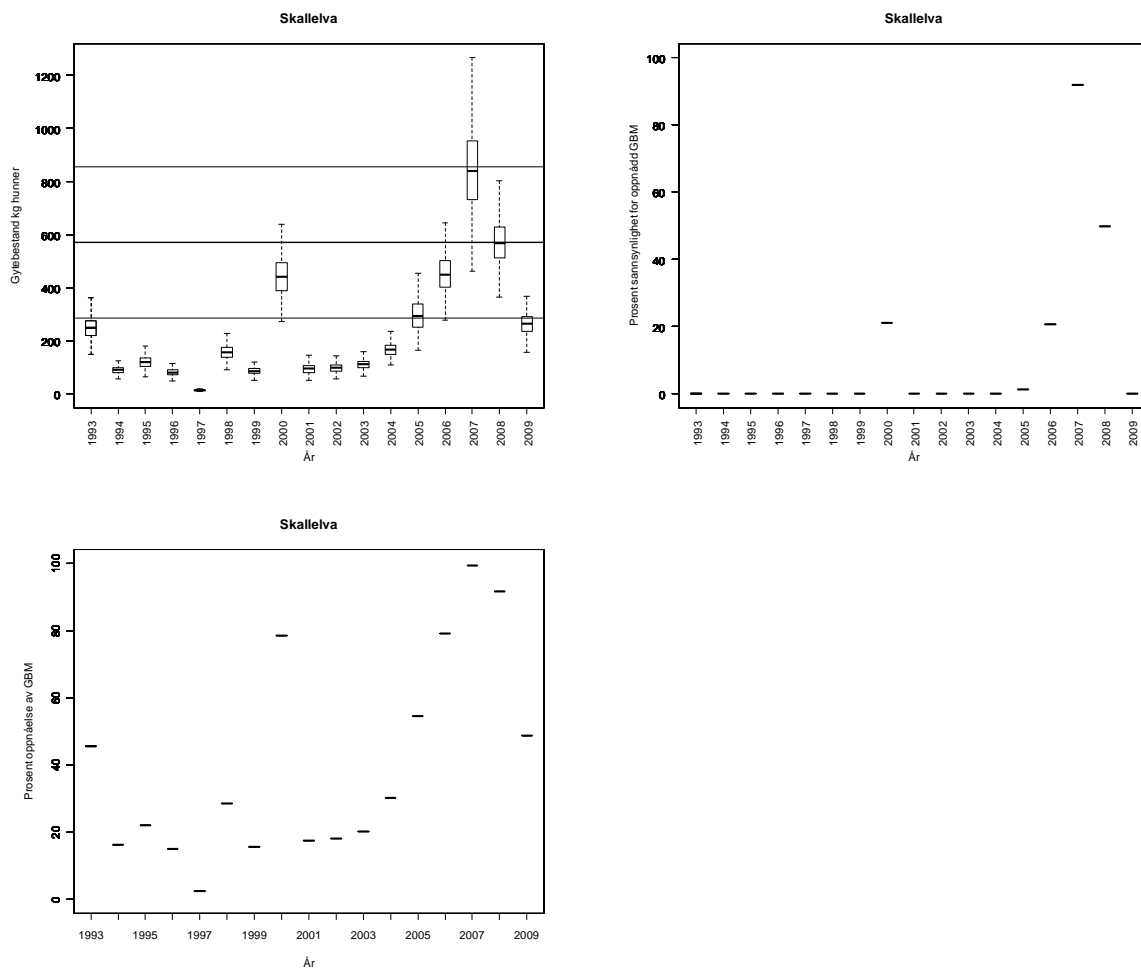 Skallelva
Gytebestand kg hunner
1200
1000
800
600
400
200
0
1993 1994 1995 1996 1997 1998 1999 2000 2001 2002 2003 2004 2005 2006 2007 2008 2009
År
Skallelva
Prosent sannsynlighet for oppnådd GBM
100
80
60
40
20
0
1993 1994 1995 1996 1997 1998 1999 2000 2001 2002 2003 2004 2005 2006 2007 2008 2009
År
Skallelva
Prosent oppnåelse av GBM
100
80
60
40
20
0
1993 1995 1997 1999 2001 2003 2005 2007 2009
År